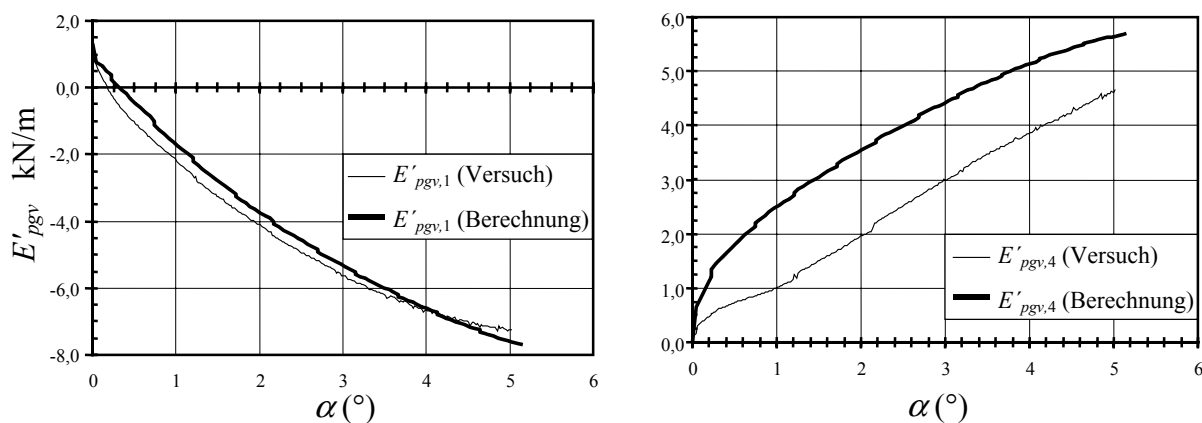 2,0
0,0
-2,0
-4,0
-6,0
-8,0
E′pgv kN/m
0 1 2 3 4 5 6
α (°)
E′pgv,1 (Versuch)
E′pgv,1 (Berechnung)
6,0
5,0
4,0
3,0
2,0
1,0
0,0
0 1 2 3 4 5 6
α (°)
E′pgv,4 (Versuch)
E′pgv,4 (Berechnung)